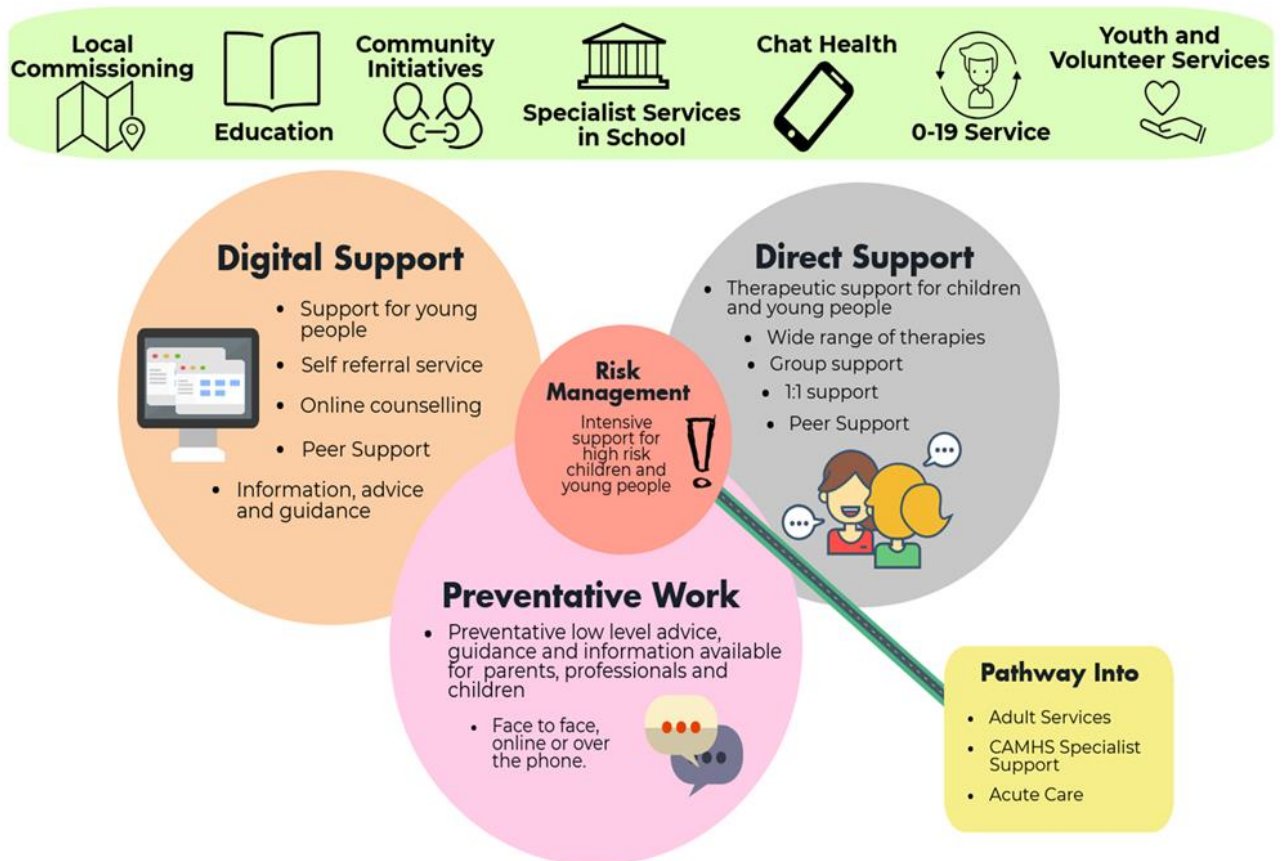 Local
Commissioning
Education
Community
Initiatives
Specialist Services
in School
Chat Health
0-19 Service
Youth and
Volunteer Services
Digital Support
• Support for young
people
• Self referral service
• Online counselling
• Peer Support
• Information, advice
and guidance
Direct Support
• Therapeutic support for children
and young people
• Wide range of therapies
• Group support
• 1:1 support
• Peer Support
Risk
Management
Intensive
support for
high risk
children and
young people
!
Preventative Work
• Preventative low level advice,
guidance and information available
for parents, professionals and
children
• Face to face,
online or over
the phone.
Pathway Into
• Adult Services
• CAMHS Specialist
Support
• Acute Care